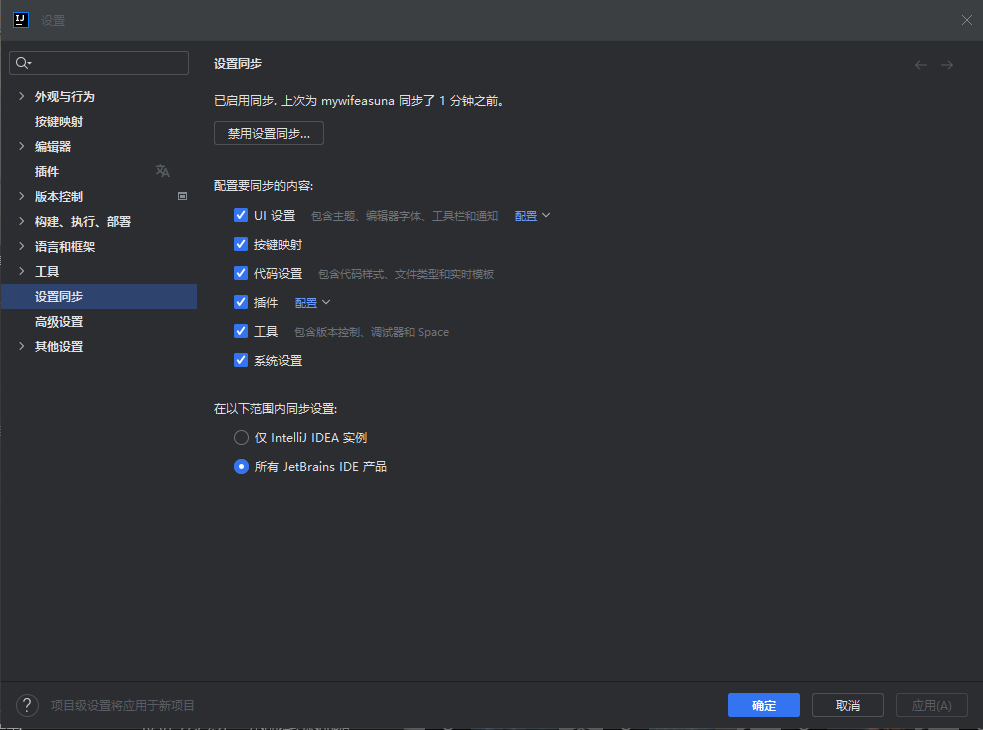 设置
设置同步
外观与行为
按键映射
编辑器
插件
版本控制
构建、执行、部署
语言和框架
工具
设置同步
高级设置
其他设置
已启用同步. 上次为 mywifeasuna 同步了 1 分钟之前。
禁用设置同步...
配置要同步的内容:
UI 设置 包含主题、编辑器字体、工具栏和通知 配置
按键映射
代码设置 包含代码样式、文件类型和实时模板
插件 配置
工具 包含版本控制、调试器和 Space
系统设置
在以下范围内同步设置:
仅 IntelliJ IDEA 实例
所有 JetBrains IDE 产品
? 项目级设置将应用于新项目
确定 取消 应用(A)